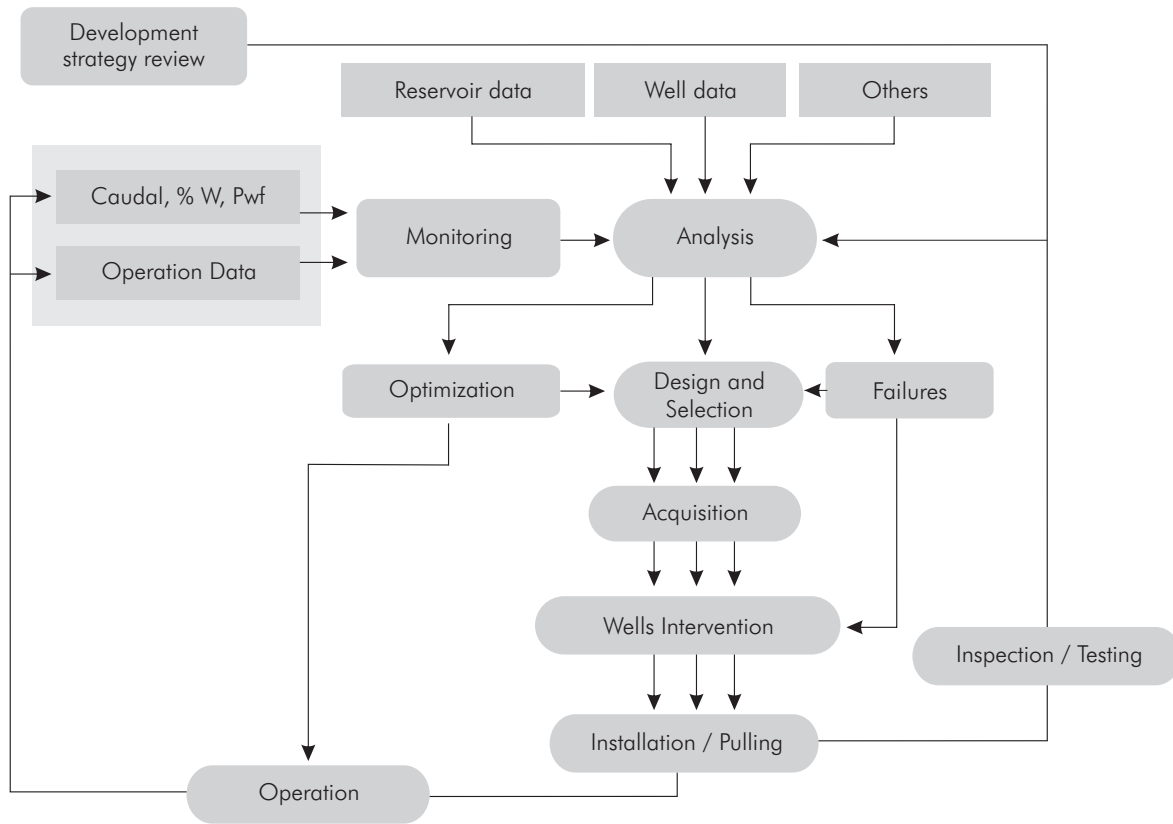 Development
strategy review
Reservoir data
Well data
Others
Caudal, % W, Pwf
Operation Data
Monitoring
Analysis
Optimization
Design and
Selection
Failures
Acquisition
Wells Intervention
Inspection / Testing
Installation / Pulling
Operation